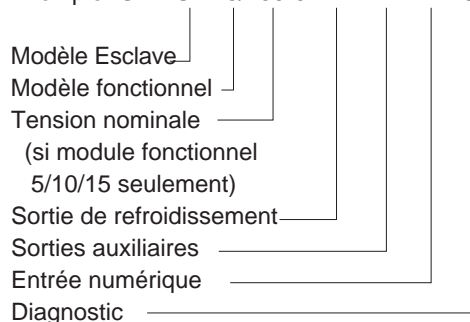 Modèle Esclave
Modèle fonctionnel
Tension nominale
(si module fonctionnel
5/10/15 seulement)
Sortie de refroidissement
Sorties auxiliaires
Entrée numérique
Diagnostic